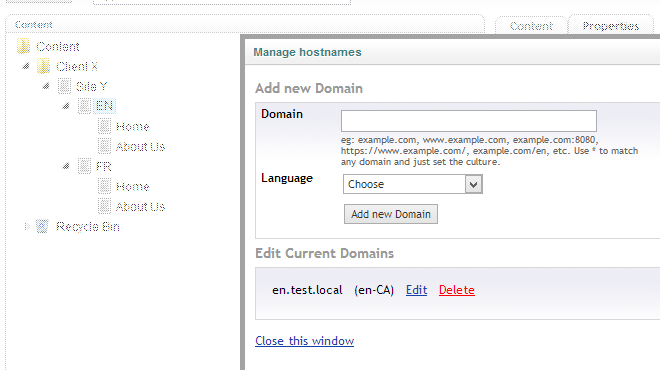 Content
Content
Client X
Site Y
EN
Home
About Us
FR
Home
About Us
Recycle Bin
Content Properties
Manage hostnames
Add new Domain
Domain
eg: example.com, www.example.com, example.com:8080,
https://www.example.com/, example.com/en, etc. Use * to match
any domain and just set the culture.
Language Choose
Add new Domain
Edit Current Domains
en.test.local (en-CA) Edit Delete
Close this window